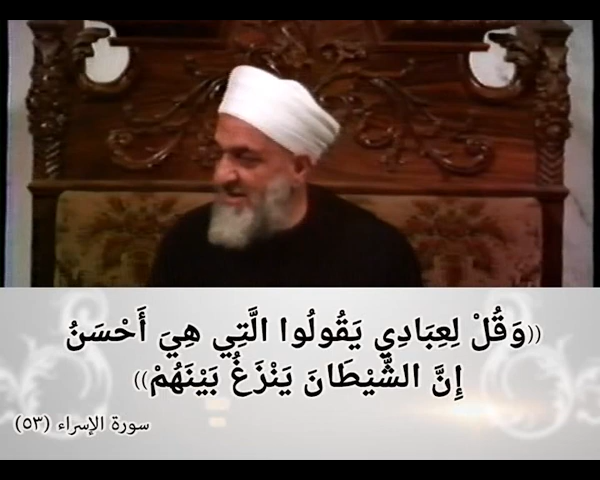 ((وَقُلْ لِعِبَادِي يَقُولُوا الَّتِي هِيَ أَحْسَنُ
إِنَّ الشَّيْطَانَ يَنْزَغُ بَيْنَهُمْ))
سورة الإسراء (٥٣)